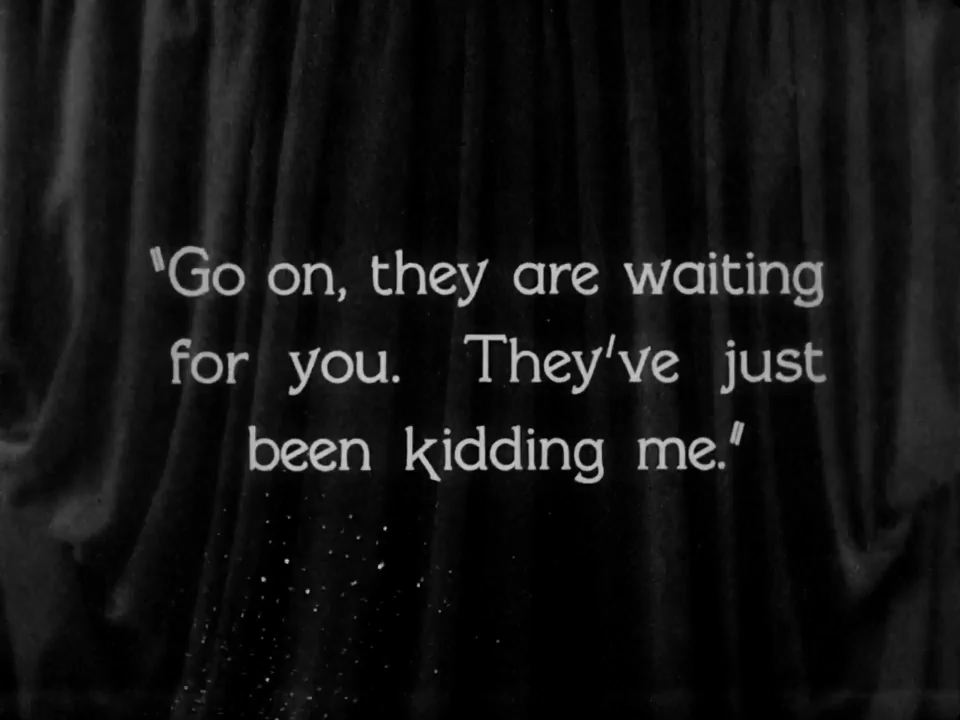 "Go on, they are waiting
for you. They've just
been kidding me."